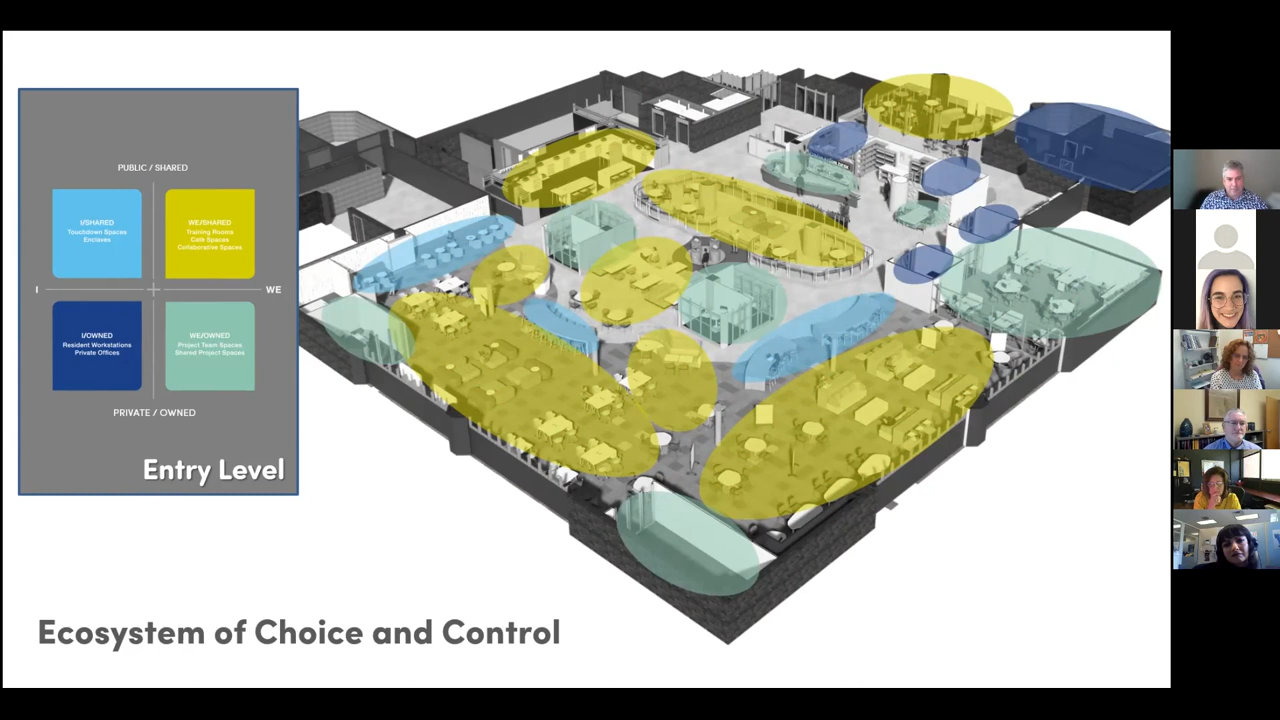 PUBLIC / SHARED
I/SHARED
Touchdown Spaces
Enclaves
WE/SHARED
Training Rooms
Cafe Spaces
Collaborative Spaces
I
WE
I/OWNED
Resident Workstations
Private Offices
WE/OWNED
Project Team Spaces
Shared Project Spaces
PRIVATE / OWNED
Entry Level
Ecosystem of Choice and Control